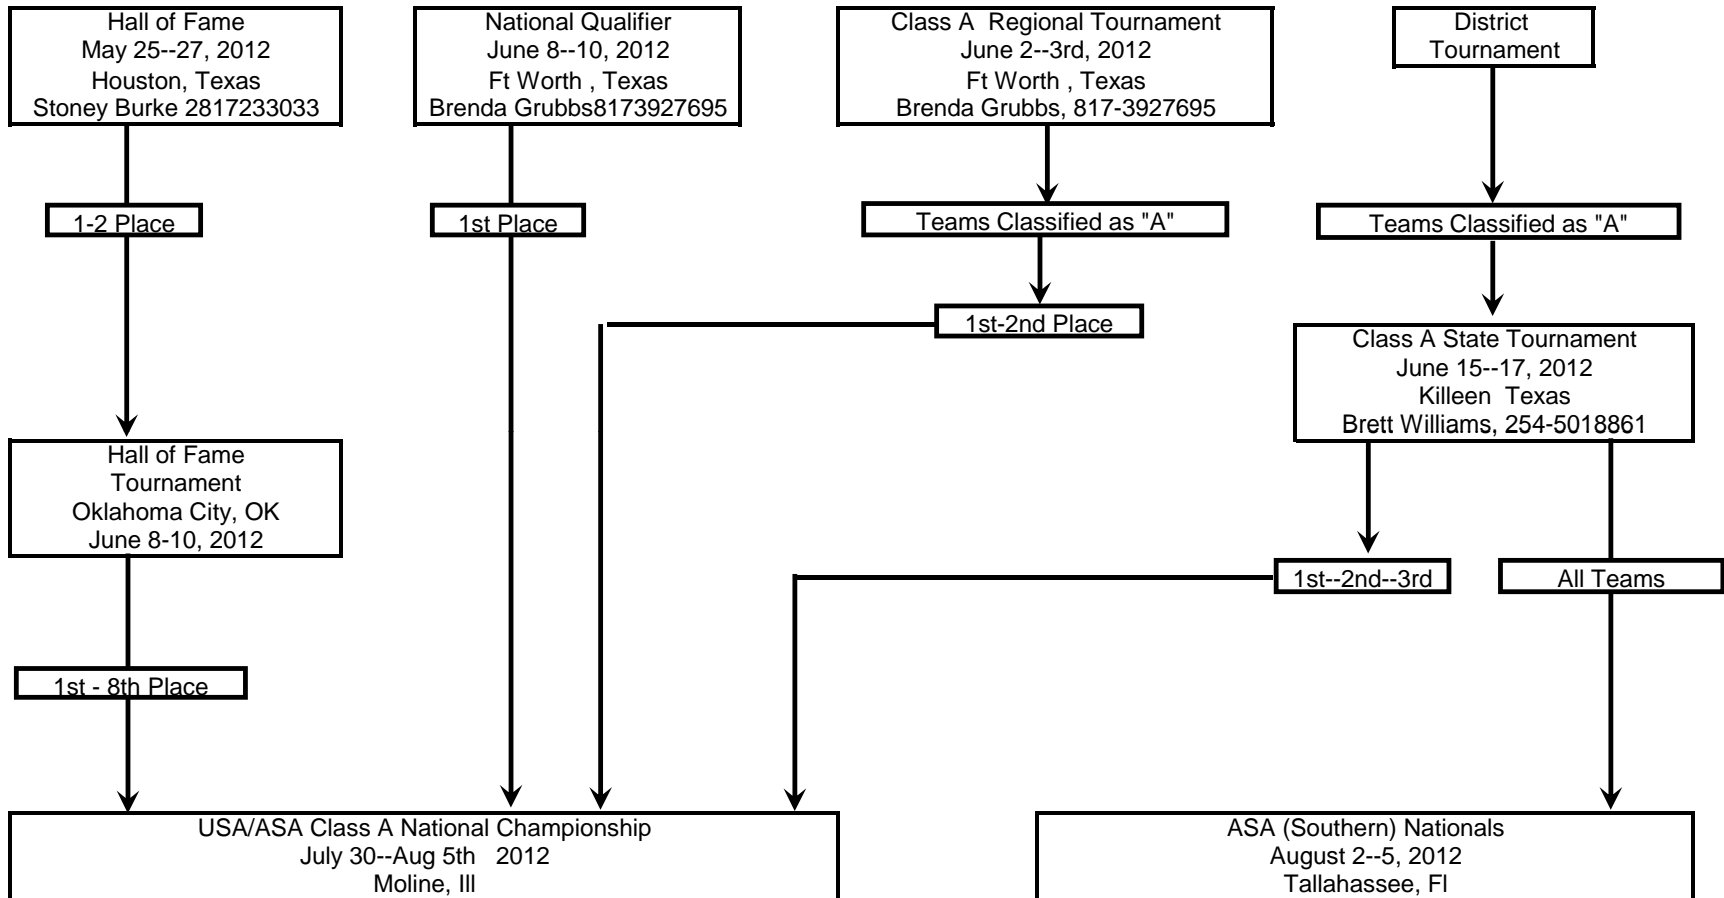 Hall of Fame
May 25--27, 2012
Houston, Texas
Stoney Burke 2817233033
National Qualifier
June 8--10, 2012
Ft Worth , Texas
Brenda Grubbs8173927695
Class A  Regional Tournament
June 2--3rd, 2012
Ft Worth , Texas
Brenda Grubbs, 817-3927695
District
Tournament
1-2 Place
1st Place
Teams Classified as "A"
Teams Classified as "A"
1st-2nd Place
Class A State Tournament
June 15--17, 2012
Killeen  Texas
Brett Williams, 254-5018861
Hall of Fame
Tournament
Oklahoma City, OK
June 8-10, 2012
1st--2nd--3rd
All Teams
1st - 8th Place
USA/ASA Class A National Championship
July 30--Aug 5th   2012
Moline, Ill
ASA (Southern) Nationals
August 2--5, 2012
Tallahassee, Fl